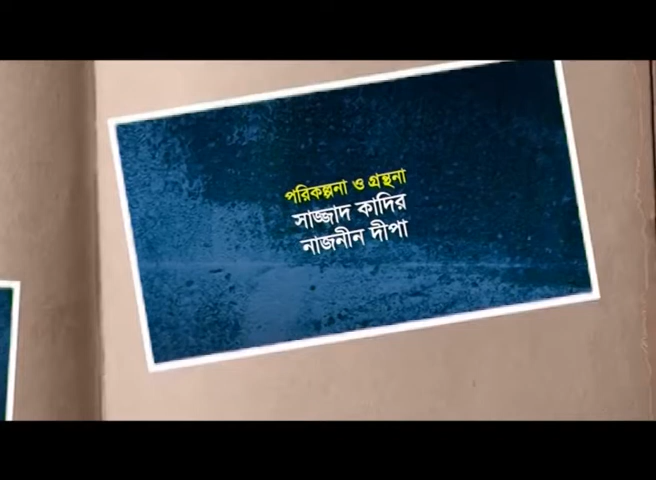 পরিকল্পনা ও গ্রন্থনা
সাজ্জাদ কাদির
নাজনীন দীপা